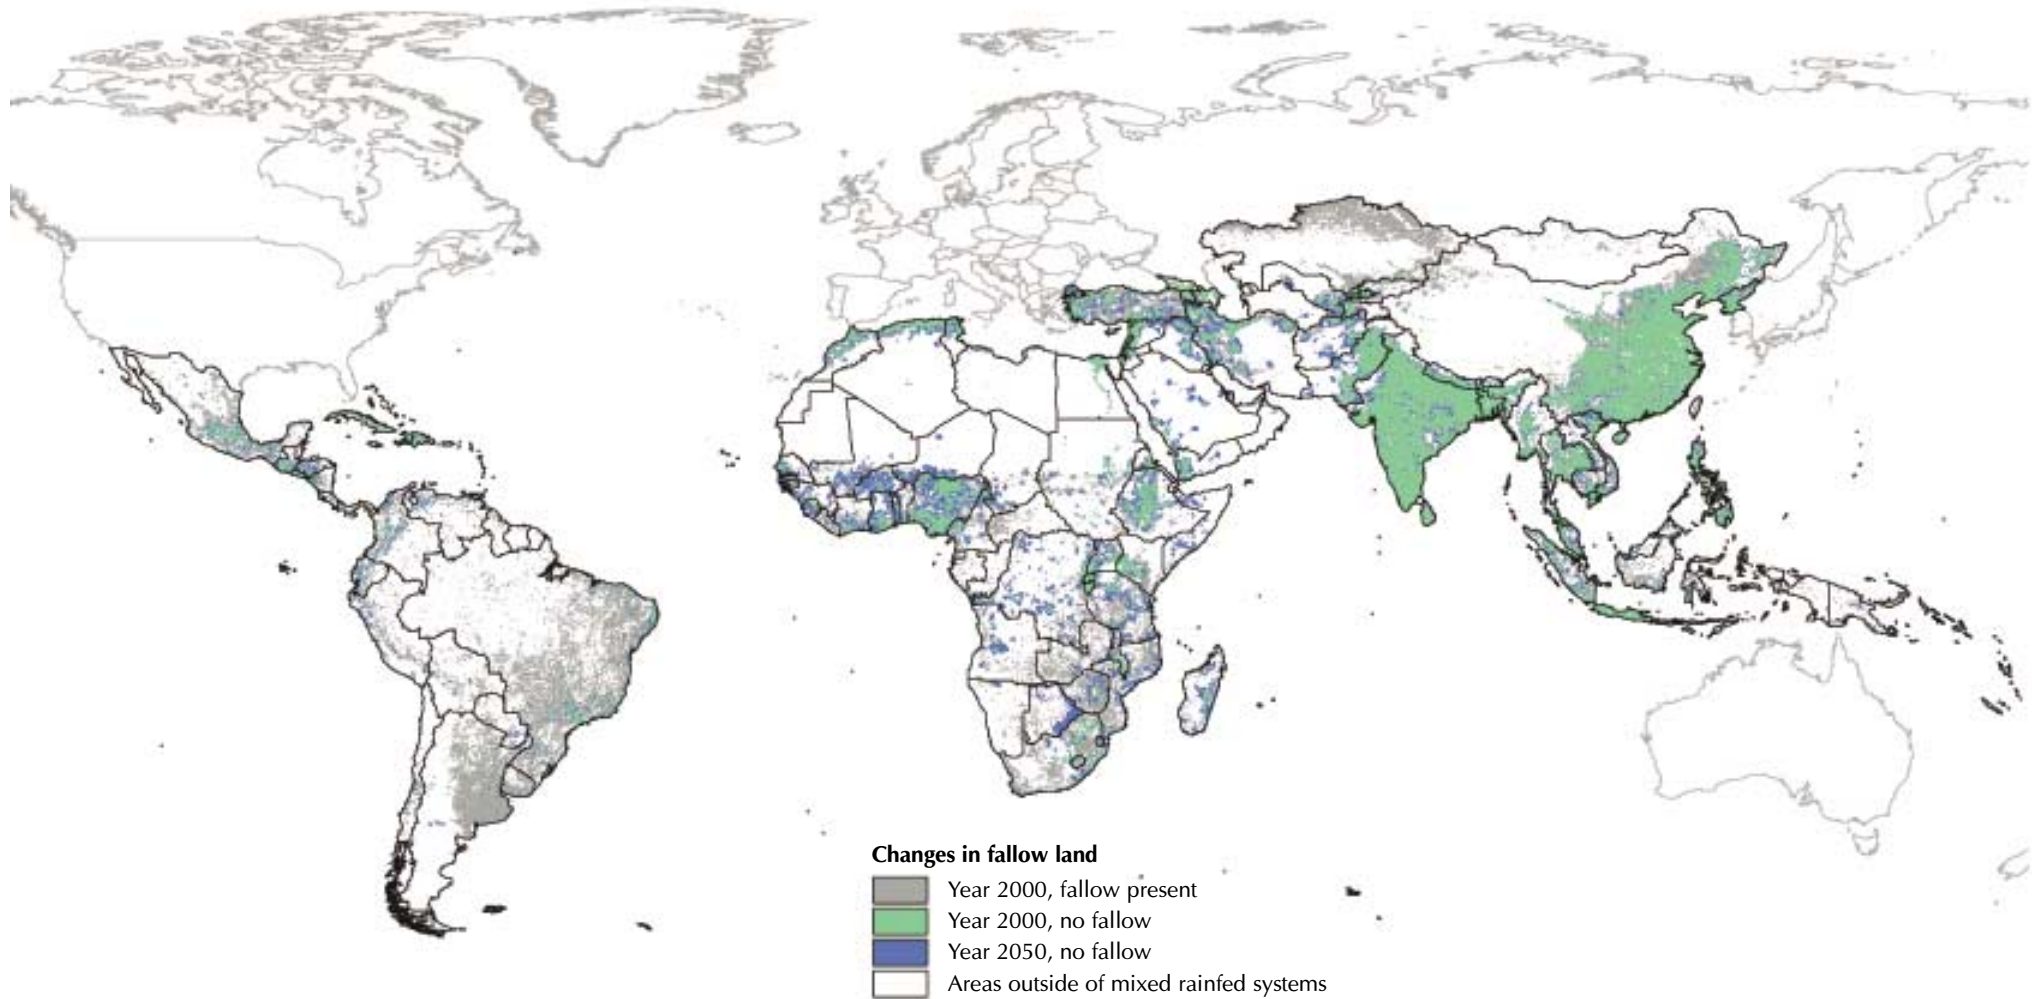 Changes in fallow land
Year 2000, fallow present
Year 2000, no fallow
Year 2050, no fallow
Areas outside of mixed rainfed systems